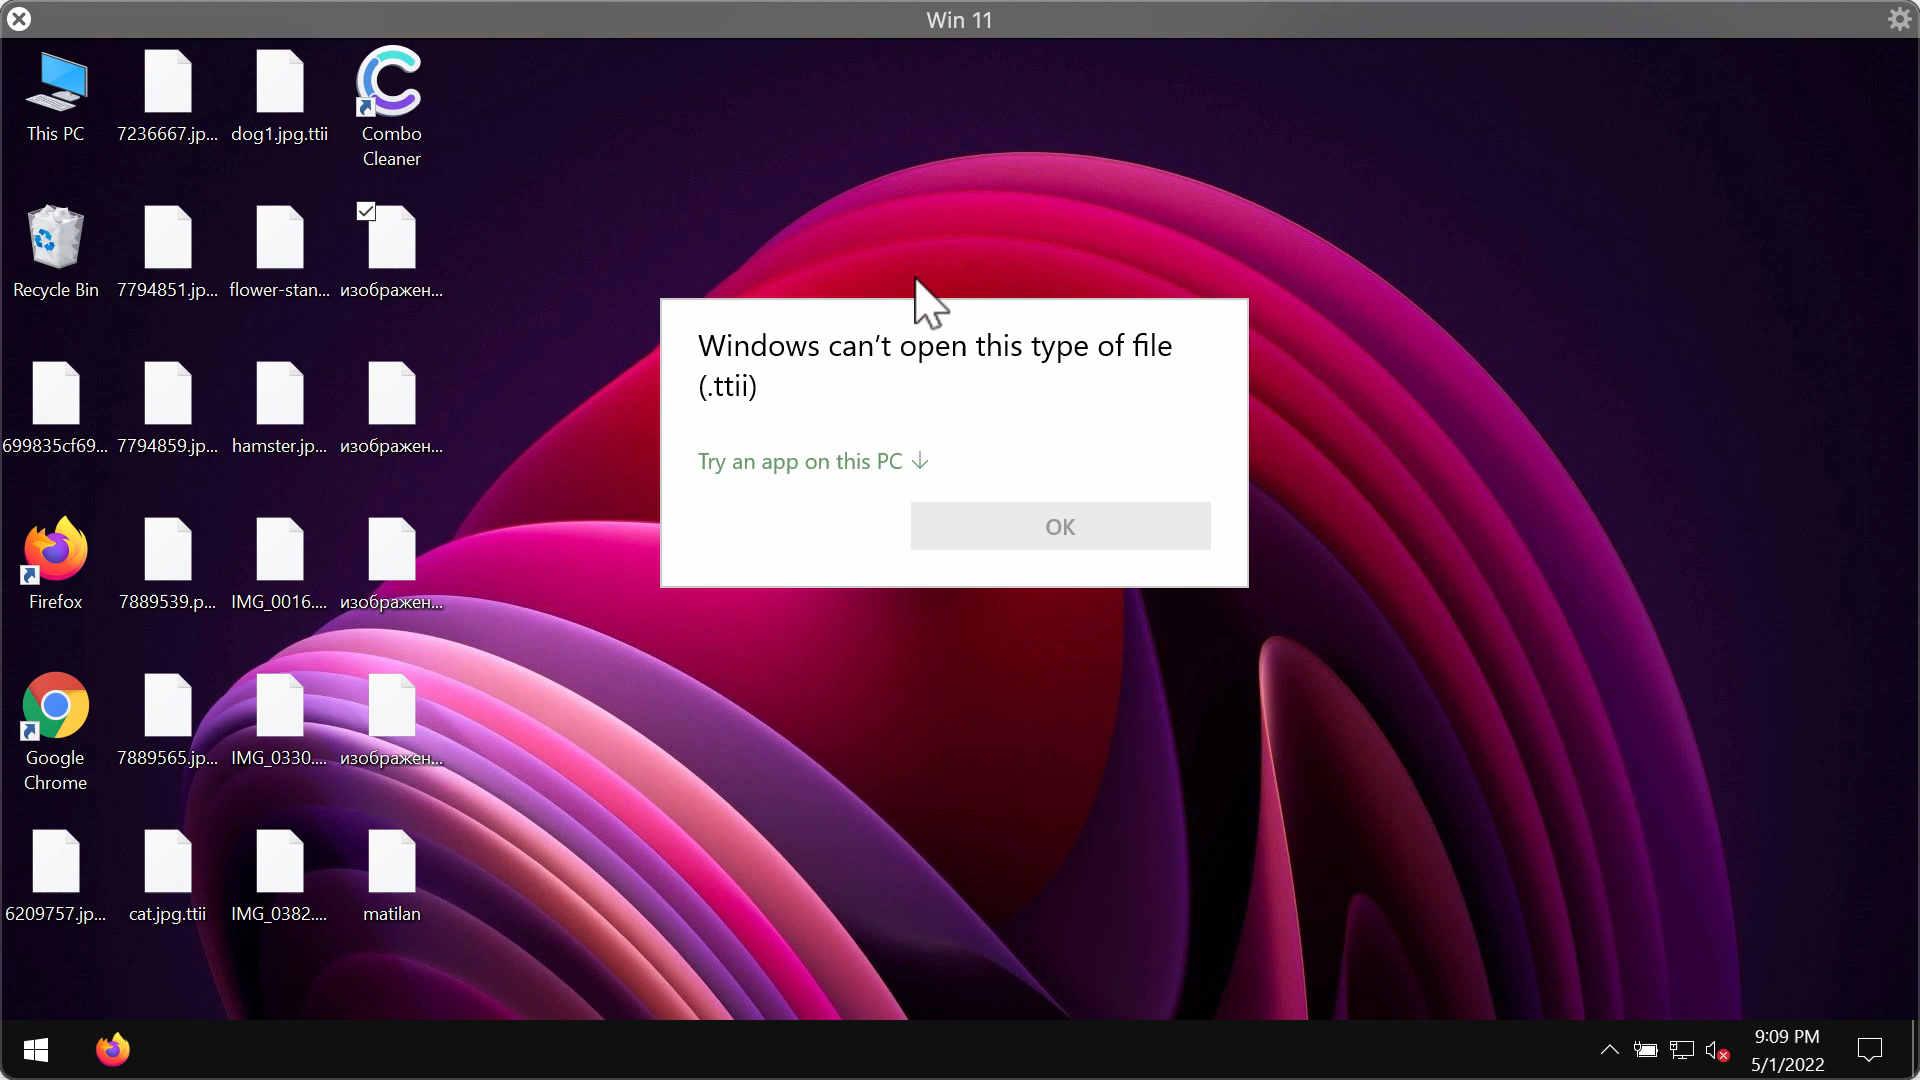 Win 11
This PC
7236667.jp...
dog1.jpg.ttii
Combo
Cleaner
Recycle Bin
7794851.jp...
flower-stan...
изображен...
699835cf69...
7794859.jp...
hamster.jp...
изображен...
Firefox
7889539.p...
IMG_0016....
изображен...
Google
Chrome
7889565.jp...
IMG_0330....
изображен...
6209757.jp...
cat.jpg.ttii
IMG_0382....
matilan
Windows can't open this type of file
(.ttii)
Try an app on this PC ↓
OK
9:09 PM
5/1/2022